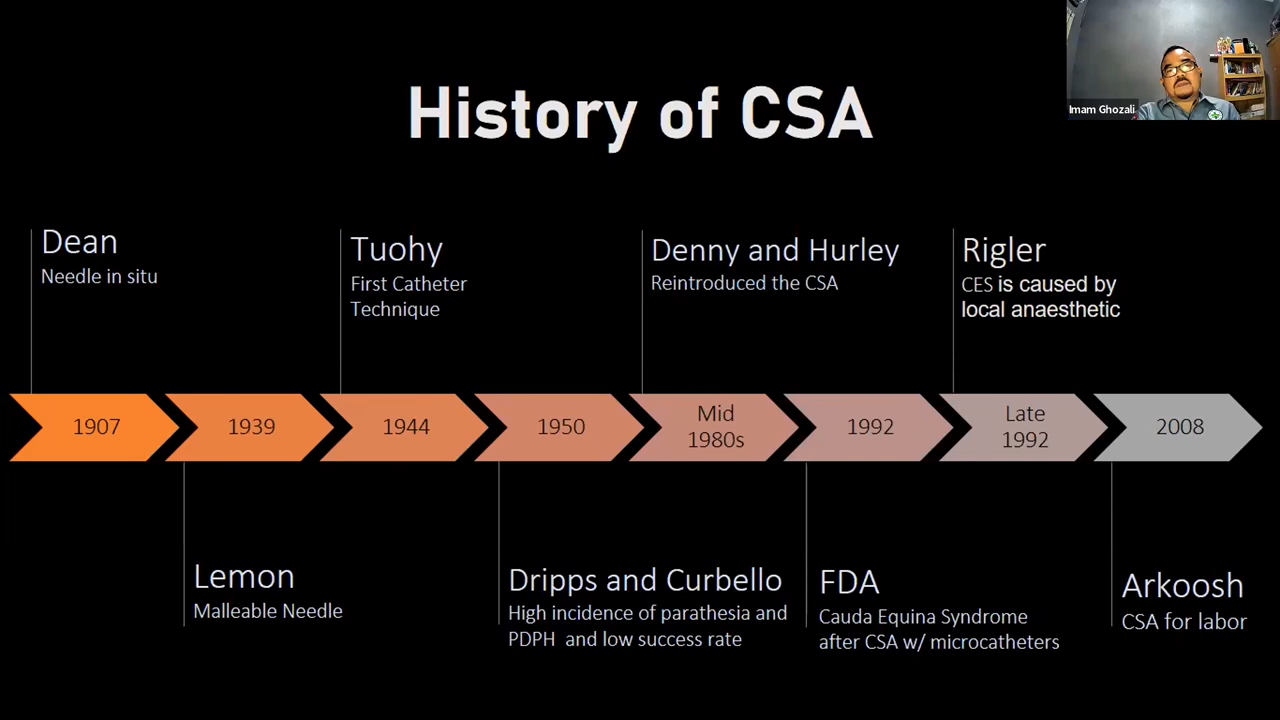 Imam Ghozali
History of CSA
Dean
Needle in situ
Tuohy
First Catheter
Technique
Denny and Hurley
Reintroduced the CSA
Rigler
CES is caused by
local anaesthetic
1907
1939
1944
1950
Mid
1980s
1992
Late
1992
2008
Lemon
Malleable Needle
Dripps and Curbello
High incidence of parathesia and
PDPH and low success rate
FDA
Cauda Equina Syndrome
after CSA w/ microcatheters
Arkoosh
CSA for labor